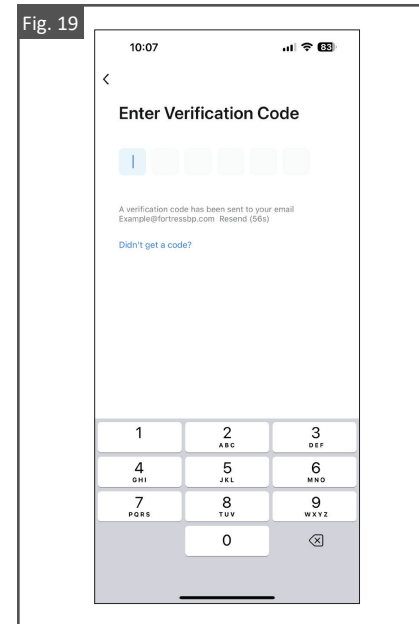 Fig. 19
10:07 83
Enter Verification Code
A verification code has been sent to your email
Example@fortressbp.com Resend (56s)
Didn't get a code?
1 2 3
ABC DEF
4 5 6
GHI JKL MNO
7 8 9
PQRS TUV WXYZ
0